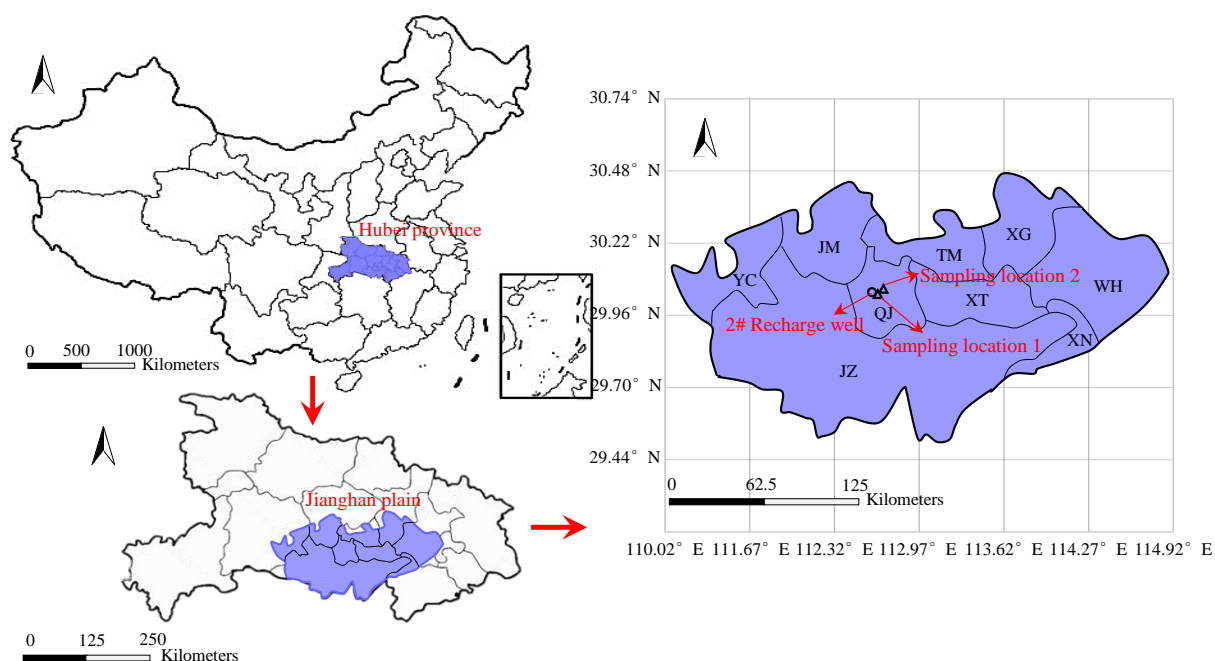 Hubei province
0 500 1000
Kilometers
Jianghan plain
0 125 250
Kilometers
30.74° N
30.48° N
30.22° N
29.96° N
29.70° N
29.44° N
110.02° E 111.67° E 112.32° E 112.97° E 113.62° E 114.27° E 114.92° E
XG
JM
TM
YC
Sampling location 2
WH
XT
QJ
2# Recharge well
Sampling location 1
XN
JZ
0 62.5 125
Kilometers